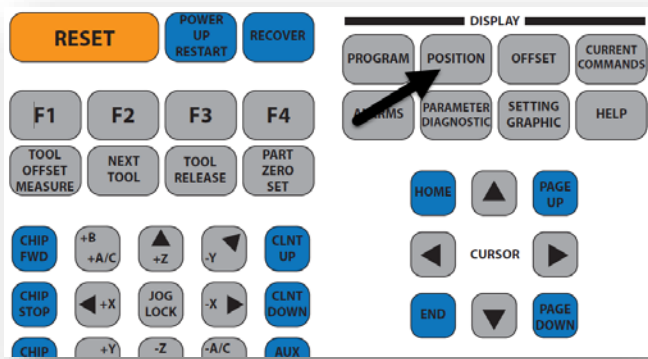 DISPLAY
RESET
POWER
UP
RESTART
RECOVER
PROGRAM
POSITION
OFFSET
CURRENT
COMMANDS
F1
F2
F3
F4
PARAMETER
DIAGNOSTIC
SETTING
GRAPHIC
HELP
TOOL
OFFSET
MEASURE
NEXT
TOOL
TOOL
RELEASE
PART
ZERO
SET
HOME
PAGE
UP
CHIP
FWD
+B
+A/C
+Z
-Y
CLNT
UP
CURSOR
CHIP
STOP
+X
JOG
LOCK
-X
CLNT
DOWN
END
PAGE
DOWN
CHIP
+Y
-Z
-A/C
AUX